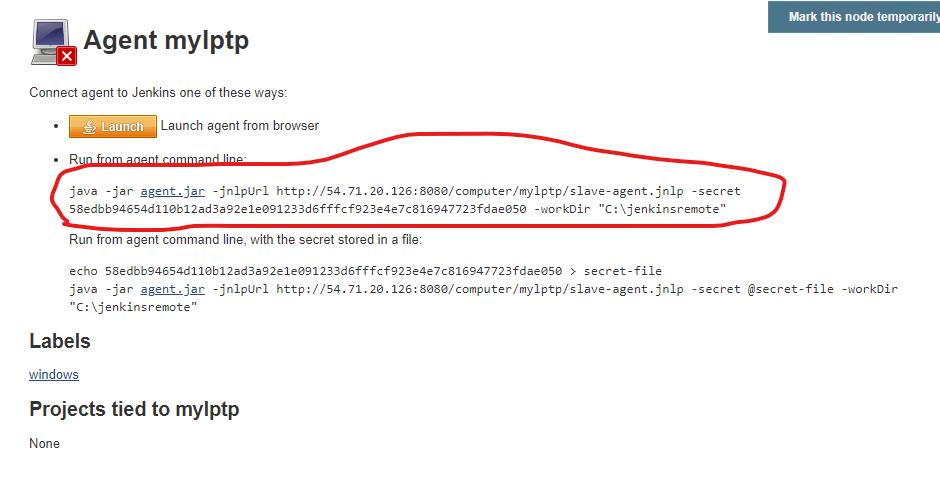 Mark this node temporarily
Agent mylptp
Connect agent to Jenkins one of these ways:
Launch Launch agent from browser
Run from agent command line:
java -jar agent.jar -jnlpUrl http://54.71.20.126:8080/computer/mylptp/slave-agent.jnlp -secret
58edbb94654d110b12ad3a92e1e091233d6fffcf923e4e7c816947723fdae050 -workDir "C:\jenkinsremote"
Run from agent command line, with the secret stored in a file:
echo 58edbb94654d110b12ad3a92e1e091233d6fffcf923e4e7c816947723fdae050 > secret-file
java -jar agent.jar -jnlpUrl http://54.71.20.126:8080/computer/mylptp/slave-agent.jnlp -secret @secret-file -workDir
"C:\jenkinsremote"
Labels
windows
Projects tied to mylptp
None